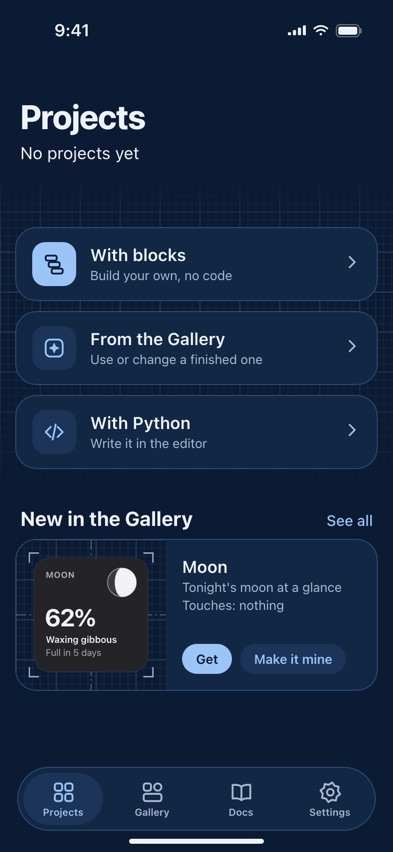 9:41
Projects
No projects yet
With blocks
Build your own, no code
From the Gallery
Use or change a finished one
With Python
Write it in the editor
New in the Gallery
See all
MOON
62%
Waxing gibbous
Full in 5 days
Moon
Tonight's moon at a glance
Touches: nothing
Get
Make it mine
Projects
Gallery
Docs
Settings